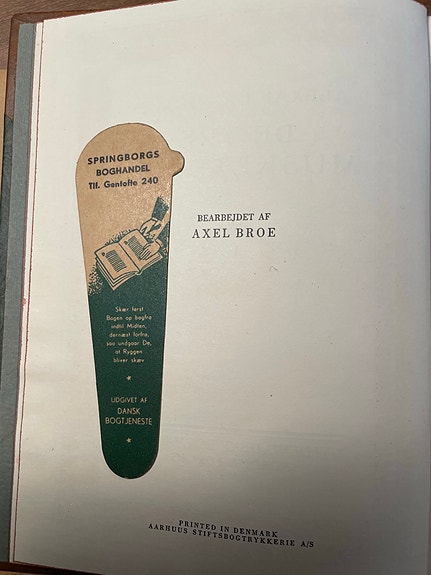 SPRINGBORGS
BOGHANDEL
Tlf. Gentofte 240
Skær først
Bogen op bagfra
indtil Midten,
dernæst forfra,
saa undgaar De,
at Ryggen
bliver skæv
UDGIVET AF
DANSK
BOGTJENESTE
BEARBEJDET AF
AXEL BROE
PRINTED IN DENMARK
AARHUUS STIFTSBOGTRYKKERIE A/S